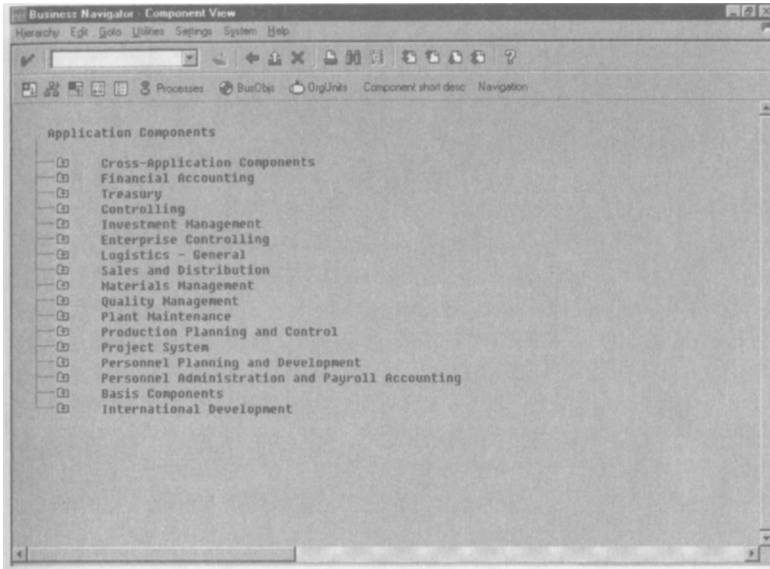 Business Navigator - Component View
Hierarchy Edit Goto Utilities Settings System Help
Processes BusObjs OrgUnits Component short desc Navigation
Application Components
Cross-Application Components
Financial Accounting
Treasury
Controlling
Investment Management
Enterprise Controlling
Logistics - General
Sales and Distribution
Materials Management
Quality Management
Plant Maintenance
Production Planning and Control
Project System
Personnel Planning and Development
Personnel Administration and Payroll Accounting
Basis Components
International Development